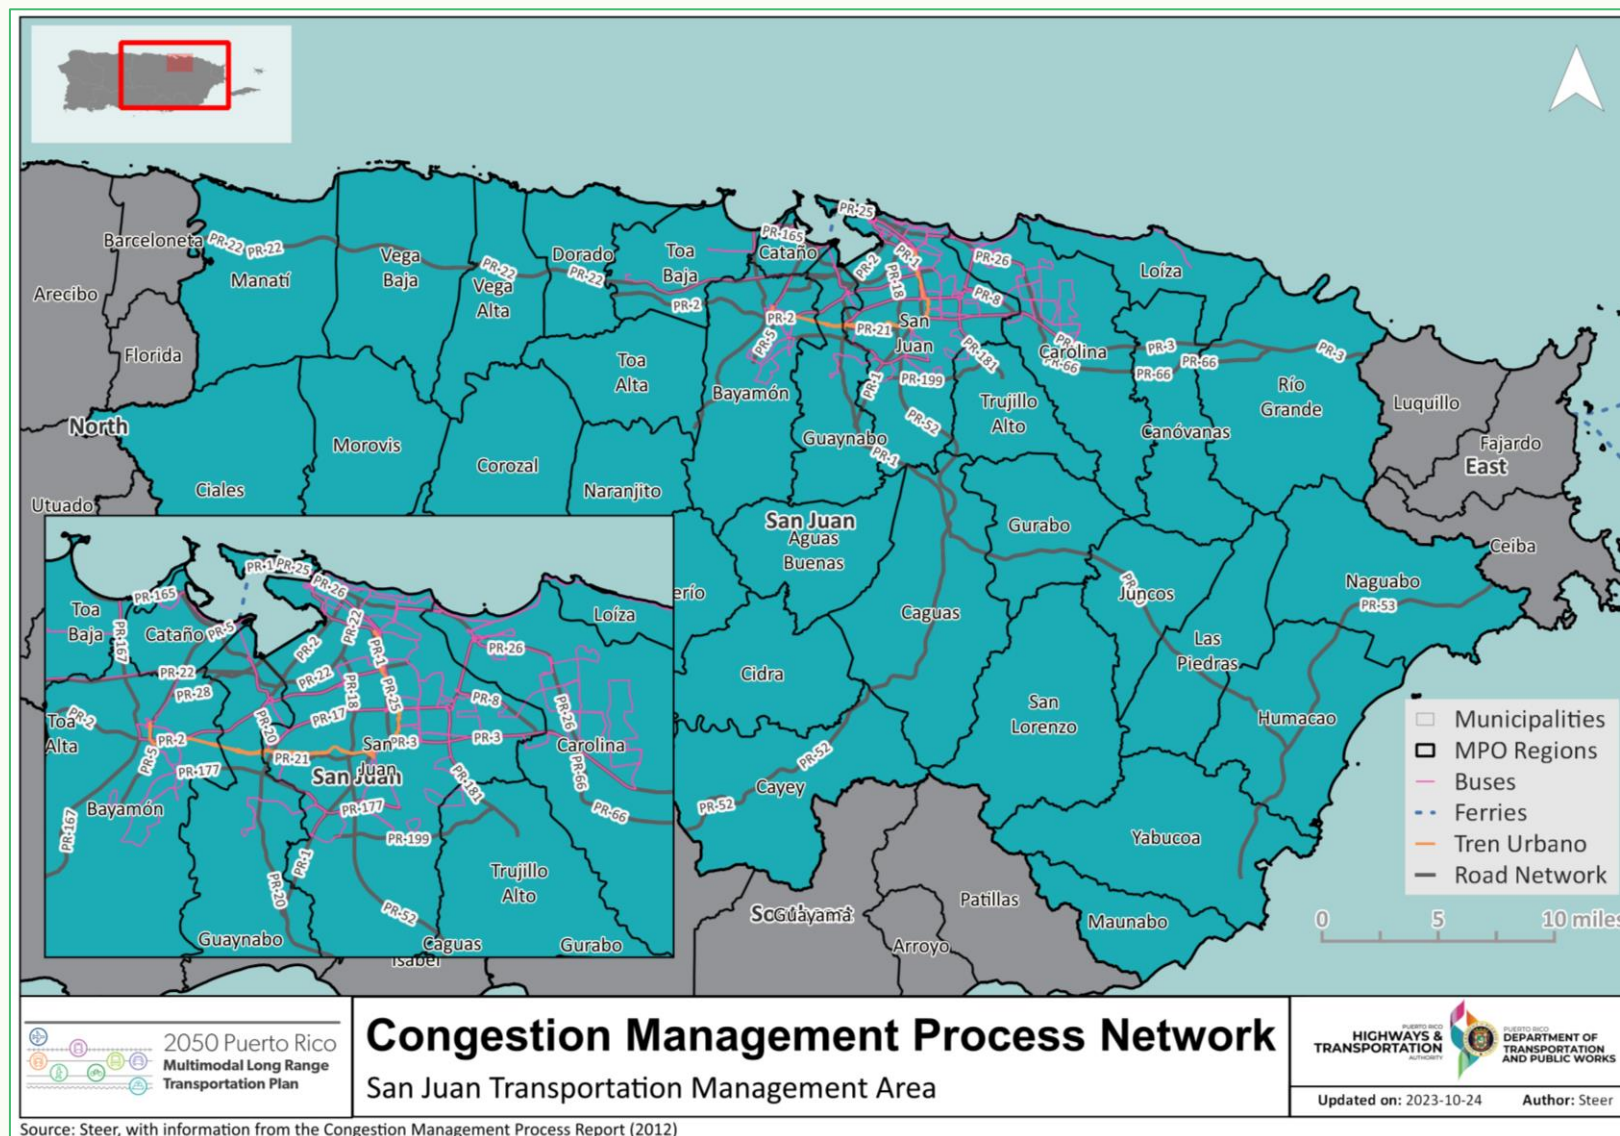 PR-25
PR-165
Barceloneta
PR-22
PR-22
Cataño
PR-1
PR-26
Vega
Baja
Dorado
Toa
Baja
PR-2
Loíza
Manatí
PR-22
PR-22
PR-18
Arecibo
Vega
Alta
PR-2
PR-8
PR-2
PR-21
San
Juan
Florida
PR-5
PR-181
Carolina
PR-3
PR-66
PR-3
Toa
Alta
PR-66
PR-66
PR-1
PR-199
Río
Grande
Bayamón
Trujillo
Alto
Luquillo
PR-52
North
Guaynabo
Canóvanas
Fajardo
Morovis
PR-1
East
Corozal
Ciales
Naranjito
Utuado
San Juan
Aguas
Buenas
Gurabo
Ceiba
Naguabo
Juncos
PR-53
Caguas
Las
Piedras
Cidra
San
Lorenzo
Humacao
PR-52
Cayey
PR-52
Yabucoa
Patillas
Guayama
Maunabo
Arroyo
Isabel
PR-1
PR-25
PR-26
PR-165
Toa
Baja
Cataño
PR-5
PR-22
Loíza
PR-167
PR-2
PR-1
PR-26
PR-22
PR-22
PR-28
PR-18
PR-25
PR-8
PR-2
PR-17
PR-26
Toa
Alta
PR-20
PR-2
San
Juan
PR-3
PR-3
Carolina
PR-5
PR-21
PR-177
San Juan
PR-181
PR-66
Bayamón
PR-177
PR-66
PR-167
PR-199
PR-1
Trujillo
Alto
PR-20
PR-52
Guaynabo
Caguas
Gurabo
Municipalities
MPO Regions
Buses
Ferries
Tren Urbano
Road Network
0 5 10 miles
2050 Puerto Rico
Multimodal Long Range
Transportation Plan
Congestion Management Process Network
San Juan Transportation Management Area
PUERTO RICO
HIGHWAYS &
TRANSPORTATION
AUTHORITY
PUERTO RICO
DEPARTMENT OF
TRANSPORTATION
AND PUBLIC WORKS
Updated on: 2023-10-24 Author: Steer
Source: Steer, with information from the Congestion Management Process Report (2012)